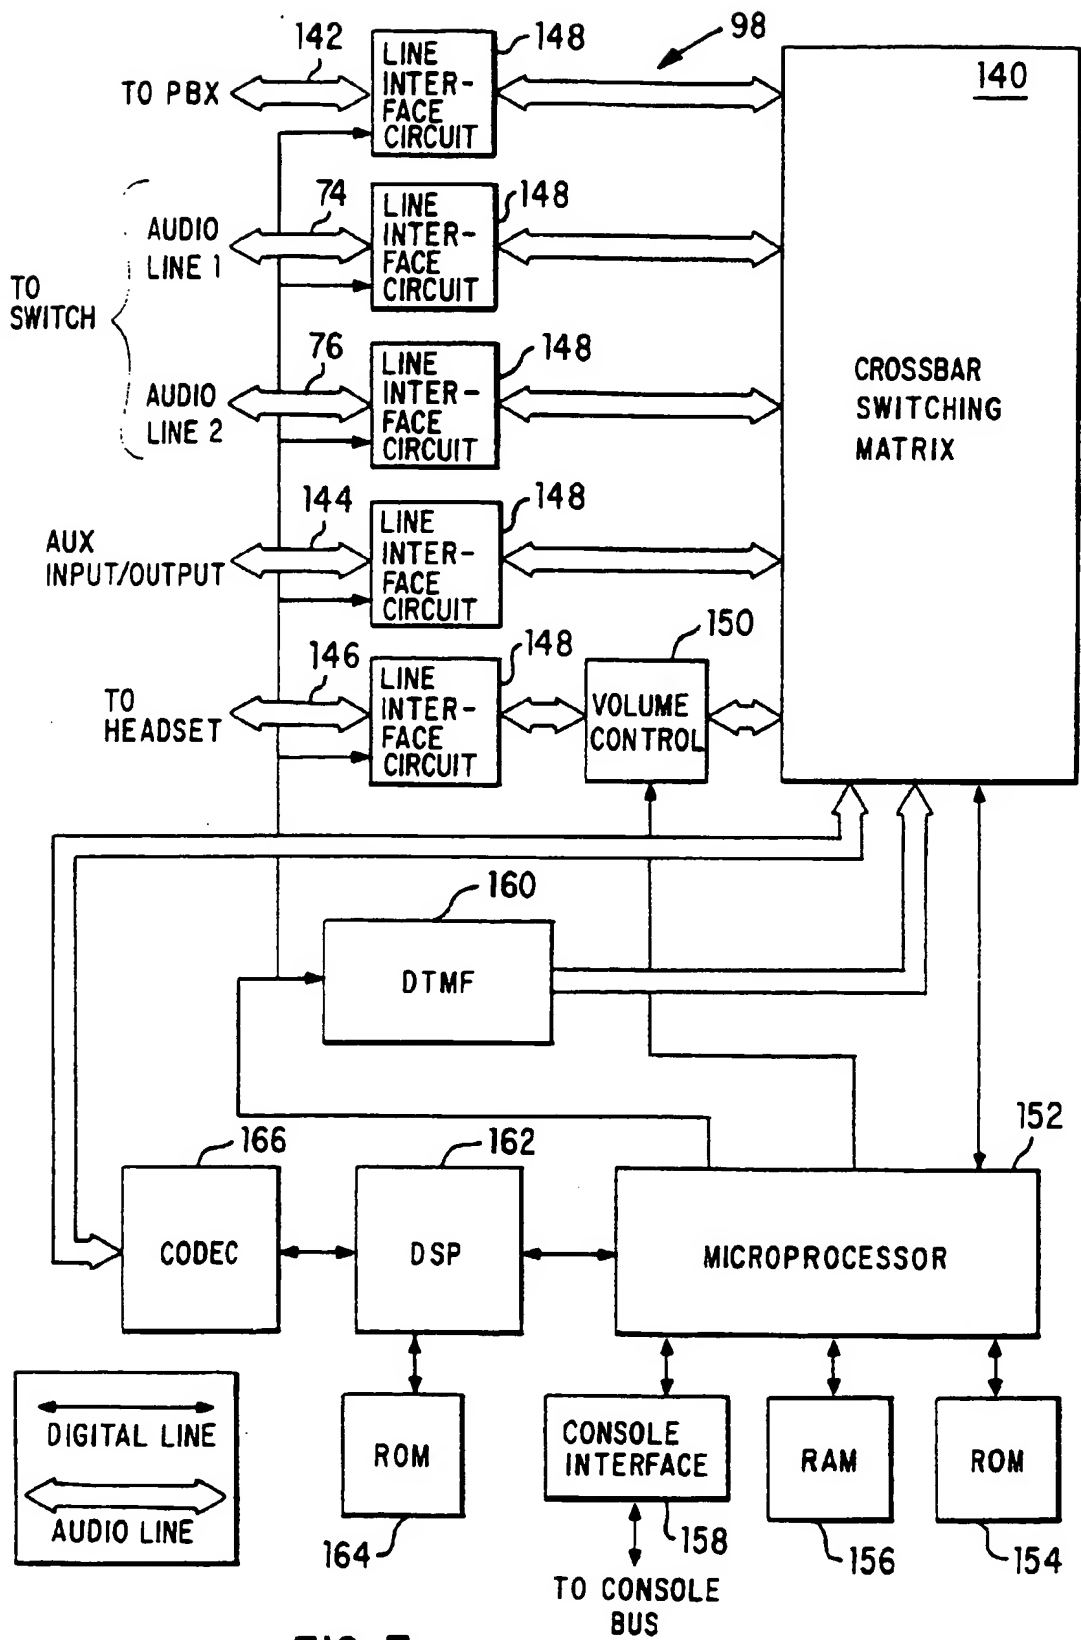 142
148
98
TO PBX
LINE
INTER-
FACE
CIRCUIT
140
74
148
AUDIO
LINE 1
LINE
INTER-
FACE
CIRCUIT
TO
SWITCH
76
148
AUDIO
LINE 2
LINE
INTER-
FACE
CIRCUIT
CROSSBAR
SWITCHING
MATRIX
144
148
AUX
INPUT/OUTPUT
LINE
INTER-
FACE
CIRCUIT
146
148
150
TO
HEADSET
LINE
INTER-
FACE
CIRCUIT
VOLUME
CONTROL
160
DTMF
166
162
152
CODEC
DSP
MICROPROCESSOR
DIGITAL LINE
AUDIO LINE
ROM
CONSOLE
INTERFACE
RAM
ROM
164
158
156
154
TO CONSOLE
BUS